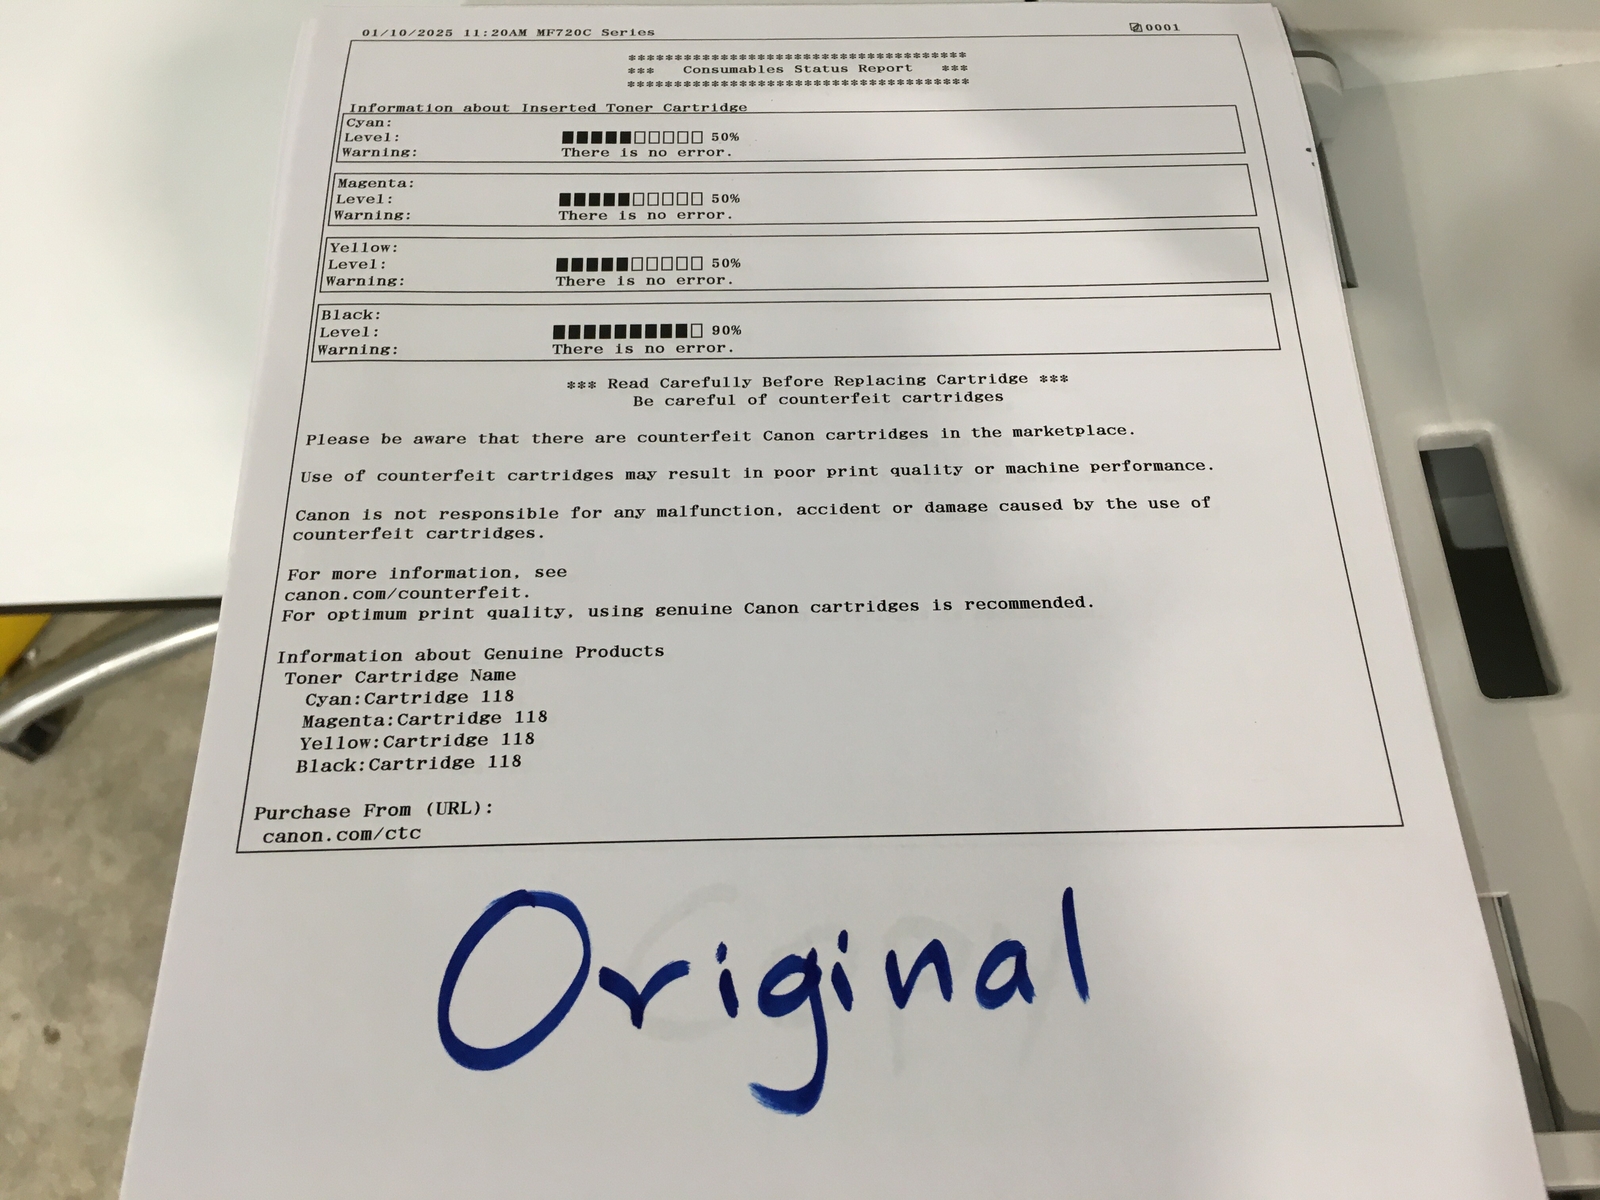 01/10/2025 11:20AM MF720C Series 0001
************************************
*** Consumables Status Report ***
************************************
Information about Inserted Toner Cartridge
Cyan:
Level: 50%
Warning: There is no error.
Magenta:
Level: 50%
Warning: There is no error.
Yellow:
Level: 50%
Warning: There is no error.
Black:
Level: 90%
Warning: There is no error.
*** Read Carefully Before Replacing Cartridge ***
Be careful of counterfeit cartridges
Please be aware that there are counterfeit Canon cartridges in the marketplace.
Use of counterfeit cartridges may result in poor print quality or machine performance.
Canon is not responsible for any malfunction, accident or damage caused by the use of
counterfeit cartridges.
For more information, see
canon.com/counterfeit.
For optimum print quality, using genuine Canon cartridges is recommended.
Information about Genuine Products
Toner Cartridge Name
Cyan:Cartridge 118
Magenta:Cartridge 118
Yellow:Cartridge 118
Black:Cartridge 118
Purchase From (URL):
canon.com/ctc
Original